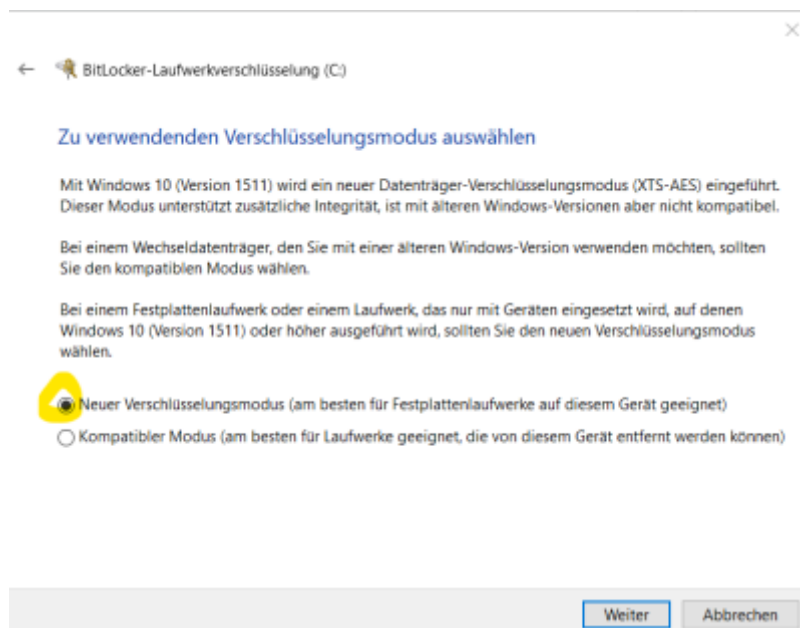 BitLocker-Laufwerkverschlüsselung (C:)
Zu verwendenden Verschlüsselungsmodus auswählen
Mit Windows 10 (Version 1511) wird ein neuer Datenträger-Verschlüsselungsmodus (XTS-AES) eingeführt.
Dieser Modus unterstützt zusätzliche Integrität, ist mit älteren Windows-Versionen aber nicht kompatibel.
Bei einem Wechseldatenträger, den Sie mit einer älteren Windows-Version verwenden möchten, sollten
Sie den kompatiblen Modus wählen.
Bei einem Festplattenlaufwerk oder einem Laufwerk, das nur mit Geräten eingesetzt wird, auf denen
Windows 10 (Version 1511) oder höher ausgeführt wird, sollten Sie den neuen Verschlüsselungsmodus
wählen.
Neuer Verschlüsselungsmodus (am besten für Festplattenlaufwerke auf diesem Gerät geeignet)
Kompatibler Modus (am besten für Laufwerke geeignet, die von diesem Gerät entfernt werden können)
Weiter Abbrechen